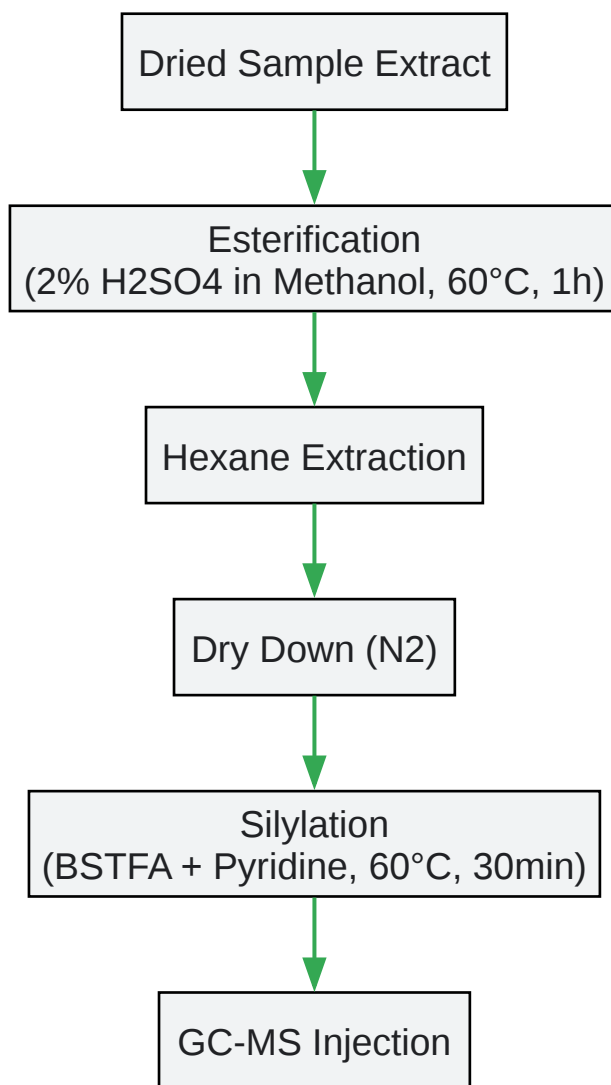 Dried Sample Extract
Esterification
(2% H2SO4 in Methanol, 60°C, 1h)
Hexane Extraction
Dry Down (N2)
Silylation
(BSTFA + Pyridine, 60°C, 30min)
GC-MS Injection